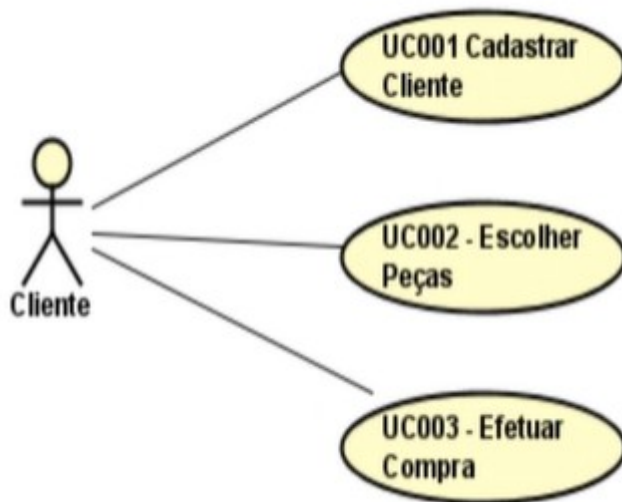 UC001 Cadastrar
Cliente
UC002 - Escolher
Peças
Cliente
UC003 - Efetuar
Compra